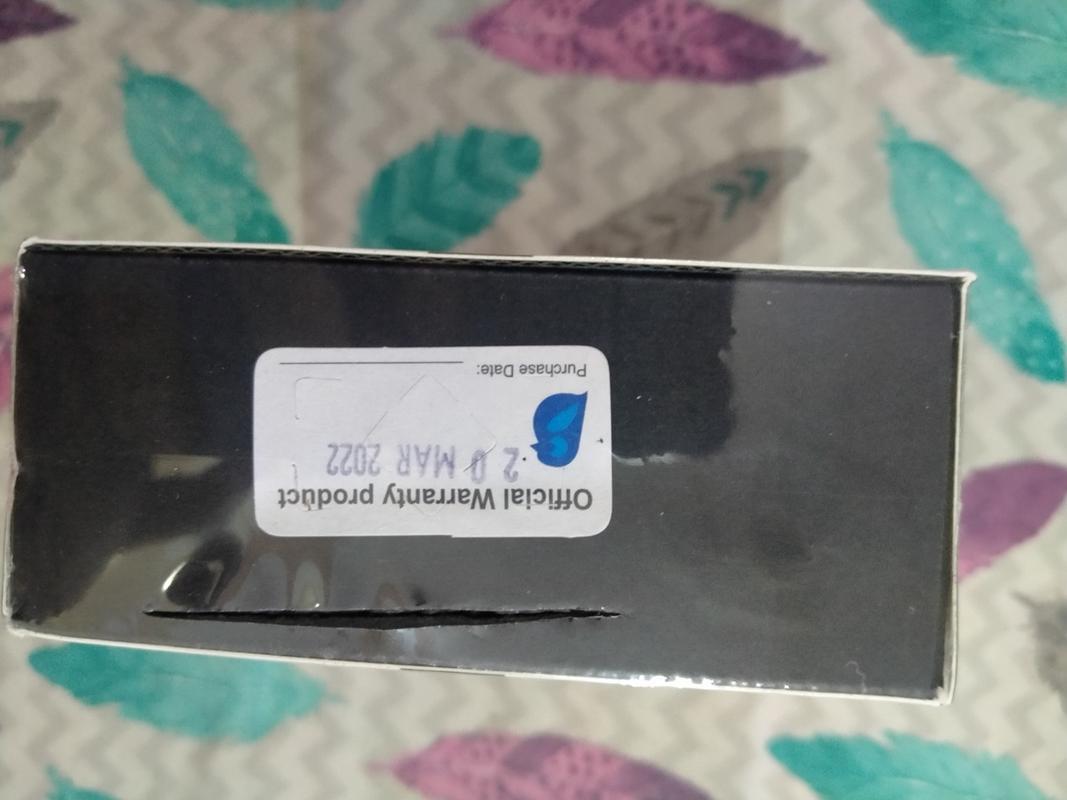 Official Warranty product
20 MAR 2022
Purchase Date: